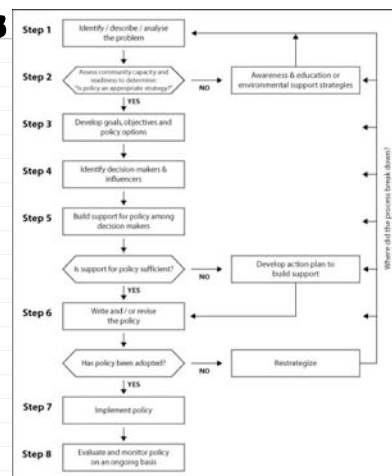 Step 1
Identify / describe / analyse
the problem
Step 2
Assess community capacity and
readiness to determine:
"Is policy an appropriate strategy?"
NO
Awareness & education or
environmental support strategies
YES
Step 3
Develop goals, objectives and
policy options
Step 4
Identify decision-makers &
influencers
Step 5
Build support for policy among
decision makers
Is support for policy sufficient?
NO
Develop action plan to
build support
YES
Step 6
Write and / or revise
the policy
Has policy been adopted?
NO
Restrategize
YES
Step 7
Implement policy
Step 8
Evaluate and monitor policy
on an ongoing basis
Where did the process break down?